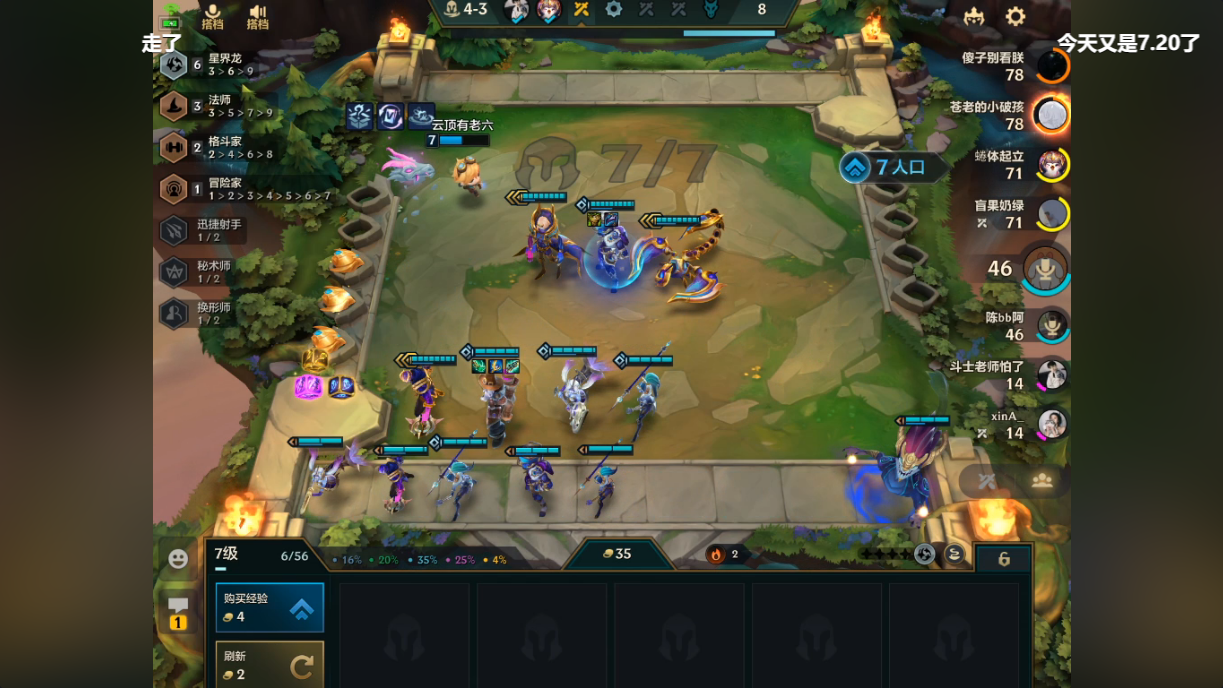 搭档
搭档
4-3
8
走了
今天又是7.20了
6
星界龙
3 > 6 > 9
3
法师
3 > 5 > 7 > 9
2
格斗家
2 > 4 > 6 > 8
1
冒险家
1 > 2 > 3 > 4 > 5 > 6 > 7
迅捷射手
1 / 2
秘术师
1 / 2
换形师
1 / 2
云顶有老六
7
7/7
7人口
傻子别看朕
78
苍老的小破孩
78
蜷体起立
71
盲果奶绿
71
46
陈bb阿
46
斗士老师怕了
14
xinA_
14
7级
6/56
16%
20%
35%
25%
4%
35
2
购买经验
4
1
刷新
2